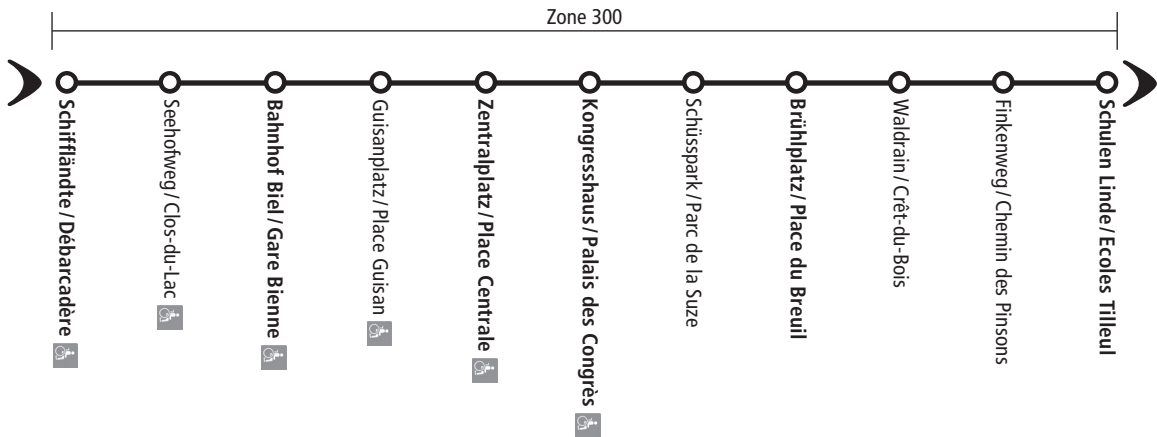 Zone 300
Schiffländte/Débarcadère
Seehofweg/Clos-du-Lac
Bahnhof Biel/Gare Bienne
Guisanplatz/Place Guisan
Zentralplatz/Place Centrale
Kongresshaus/Palais des Congrès
Schüsspark/Parc de la Suze
Brühlplatz/Place du Breuil
Waldrain/Crêt-du-Bois
Finkenweg/Chemin des Pinsons
Schulen Linde/Ecoles Tilleul